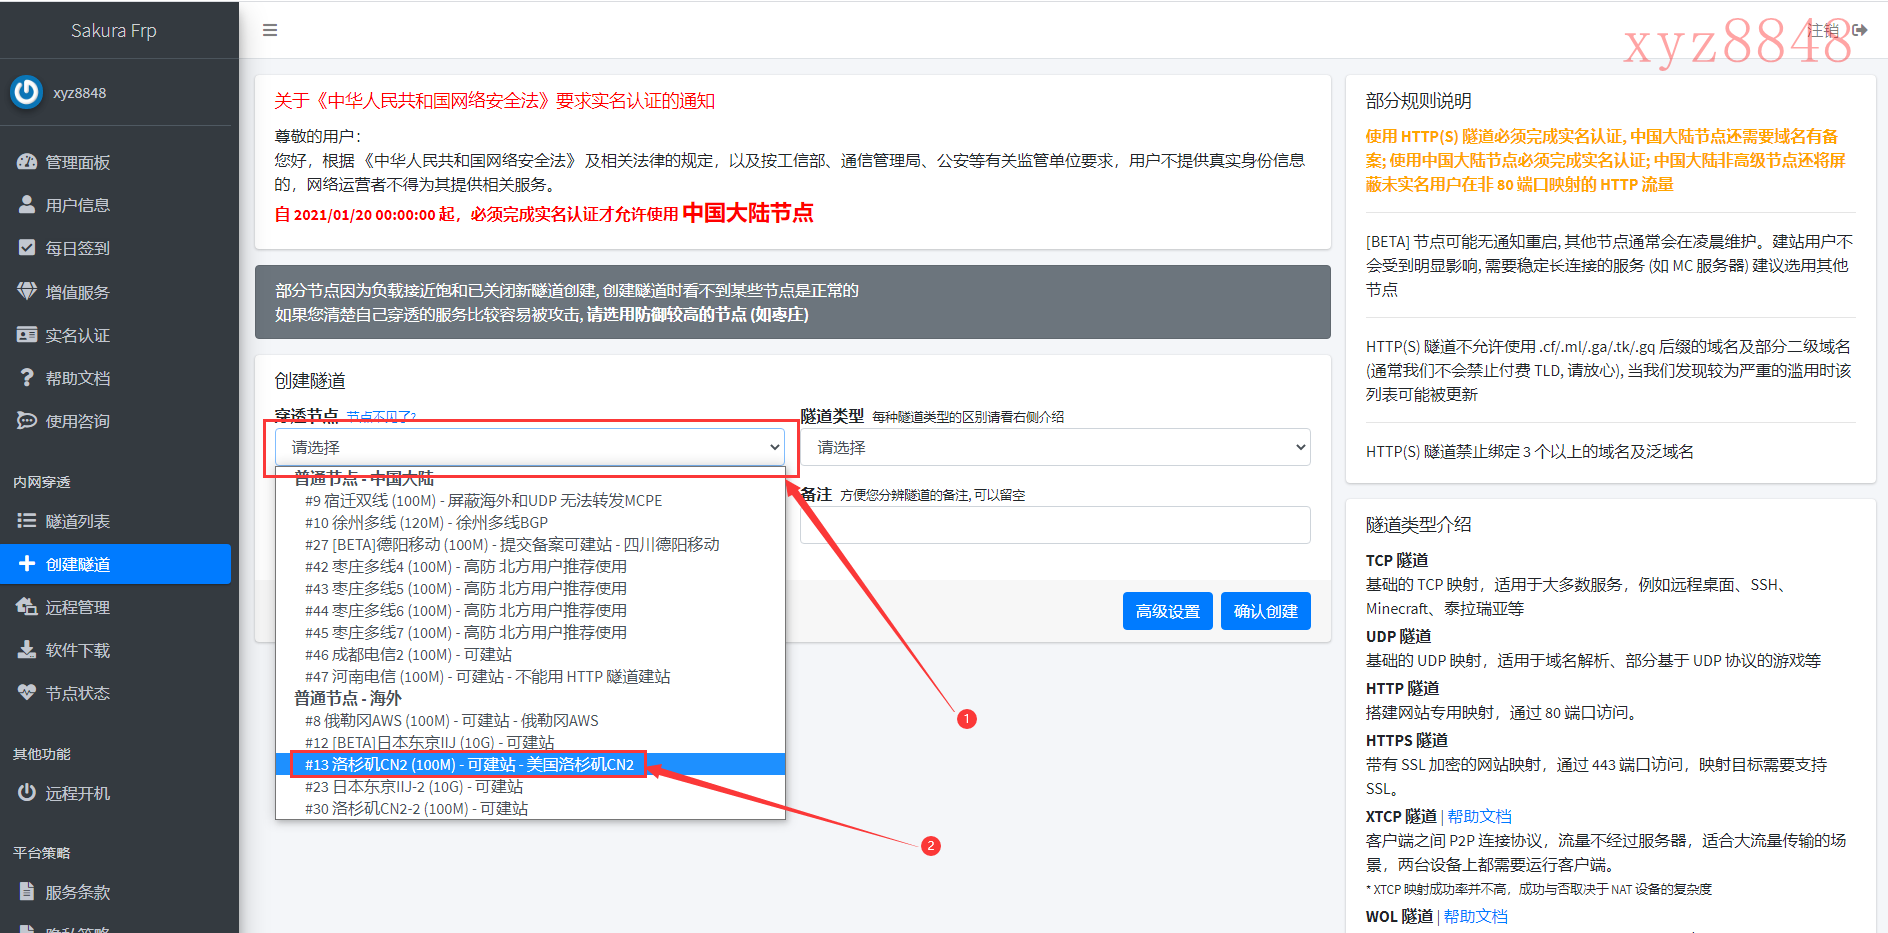 Sakura Frp
xyz8848
管理面板
用户信息
每日签到
增值服务
实名认证
帮助文档
使用咨询
内网穿透
隧道列表
创建隧道
远程管理
软件下载
节点状态
其他功能
远程开机
平台策略
服务条款
注销
xyz8848
关于《中华人民共和国网络安全法》要求实名认证的通知
尊敬的用户：
您好，根据 《中华人民共和国网络安全法》 及相关法律的规定，以及按工信部、通信管理局、公安等有关监管单位要求，用户不提供真实身份信息
的，网络运营者不得为其提供相关服务。
自 2021/01/20 00:00:00 起，必须完成实名认证才允许使用 中国大陆节点
部分节点因为负载接近饱和已关闭新隧道创建, 创建隧道时看不到某些节点是正常的
如果您清楚自己穿透的服务比较容易被攻击, 请选用防御较高的节点 (如枣庄)
创建隧道
穿透节点 节点不见了?
请选择
普通节点 - 中国大陆
#9 宿迁双线 (100M) - 屏蔽海外和UDP 无法转发MCPE
#10 徐州多线 (120M) - 徐州多线BGP
#27 [BETA]德阳移动 (100M) - 提交备案可建站 - 四川德阳移动
#42 枣庄多线4 (100M) - 高防 北方用户推荐使用
#43 枣庄多线5 (100M) - 高防 北方用户推荐使用
#44 枣庄多线6 (100M) - 高防 北方用户推荐使用
#45 枣庄多线7 (100M) - 高防 北方用户推荐使用
#46 成都电信2 (100M) - 可建站
#47 河南电信 (100M) - 可建站 - 不能用 HTTP 隧道建站
普通节点 - 海外
#8 俄勒冈AWS (100M) - 可建站 - 俄勒冈AWS
#12 [BETA]日本东京IIJ (10G) - 可建站
#13 洛杉矶CN2 (100M) - 可建站 - 美国洛杉矶CN2
#23 日本东京IIJ-2 (10G) - 可建站
#30 洛杉矶CN2-2 (100M) - 可建站
隧道类型 每种隧道类型的区别请看右侧介绍
请选择
备注 方便您分辨隧道的备注, 可以留空
高级设置
确认创建
1
2
部分规则说明
使用 HTTP(S) 隧道必须完成实名认证, 中国大陆节点还需要域名有备
案; 使用中国大陆节点必须完成实名认证; 中国大陆非高级节点还将屏
蔽未实名用户在非 80 端口映射的 HTTP 流量
[BETA] 节点可能无通知重启, 其他节点通常会在凌晨维护。建站用户不
会受到明显影响, 需要稳定长连接的服务 (如 MC 服务器) 建议选用其他
节点
HTTP(S) 隧道不允许使用 .cf/.ml/.ga/.tk/.gq 后缀的域名及部分二级域名
(通常我们不会禁止付费 TLD, 请放心), 当我们发现较为严重的滥用时该
列表可能被更新
HTTP(S) 隧道禁止绑定 3 个以上的域名及泛域名
隧道类型介绍
TCP 隧道
基础的 TCP 映射，适用于大多数服务，例如远程桌面、SSH、
Minecraft、泰拉瑞亚等
UDP 隧道
基础的 UDP 映射，适用于域名解析、部分基于 UDP 协议的游戏等
HTTP 隧道
搭建网站专用映射，通过 80 端口访问。
HTTPS 隧道
带有 SSL 加密的网站映射，通过 443 端口访问，映射目标需要支持
SSL。
XTCP 隧道 | 帮助文档
客户端之间 P2P 连接协议，流量不经过服务器，适合大流量传输的场
景，两台设备上都需要运行客户端。
* XTCP 映射成功率并不高，成功与否取决于 NAT 设备的复杂度
WOL 隧道 | 帮助文档